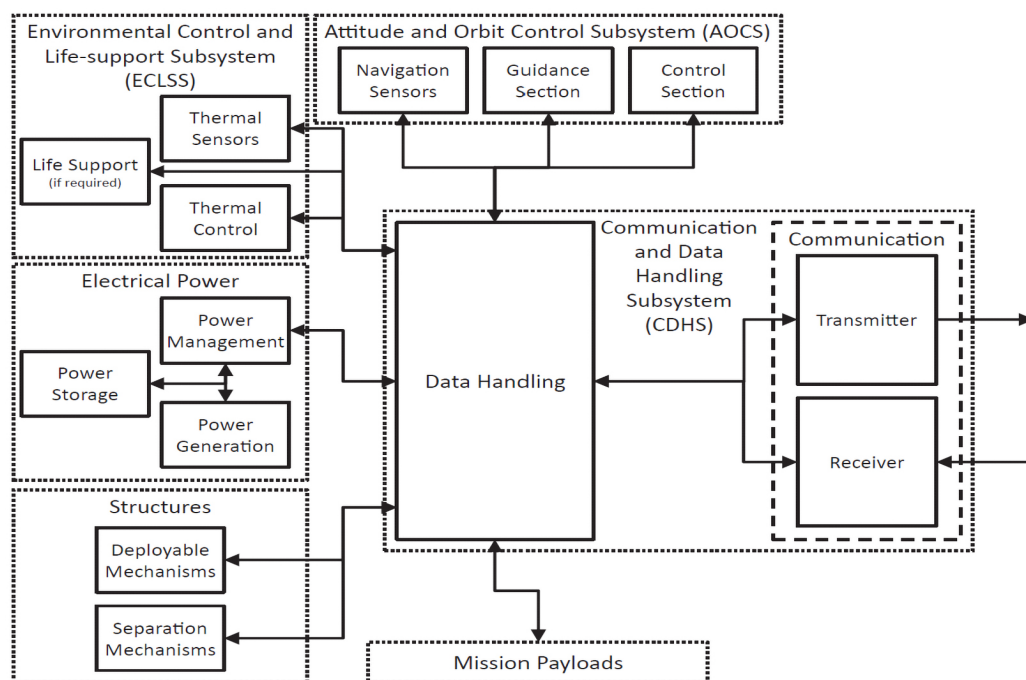 Environmental Control and
Life-support Subsystem
(ECLSS)
Thermal
Sensors
Life Support
(if required)
Thermal
Control
Attitude and Orbit Control Subsystem (AOCS)
Navigation
Sensors
Guidance
Section
Control
Section
Electrical Power
Power
Management
Power
Storage
Power
Generation
Structures
Deployable
Mechanisms
Separation
Mechanisms
Data Handling
Communication
and Data
Handling
Subsystem
(CDHS)
Communication
Transmitter
Receiver
Mission Payloads